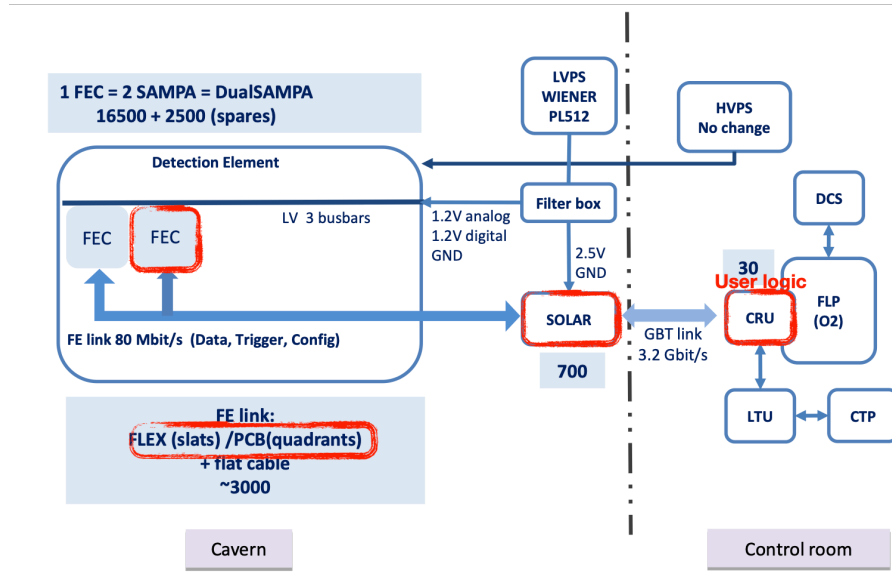 1 FEC = 2 SAMPA = DualSAMPA
16500 + 2500 (spares)
LVPS
WIENER
PL512
HVPS
No change
Detection Element
LV 3 busbars
FEC
FEC
1.2V analog
1.2V digital
GND
Filter box
2.5V
GND
DCS
30
User logic
CRU
FLP
(O2)
SOLAR
700
GBT link
3.2 Gbit/s
FE link 80 Mbit/s (Data, Trigger, Config)
LTU
CTP
FE link:
FLEX (slats) /PCB(quadrants)
+ flat cable
~3000
Cavern
Control room